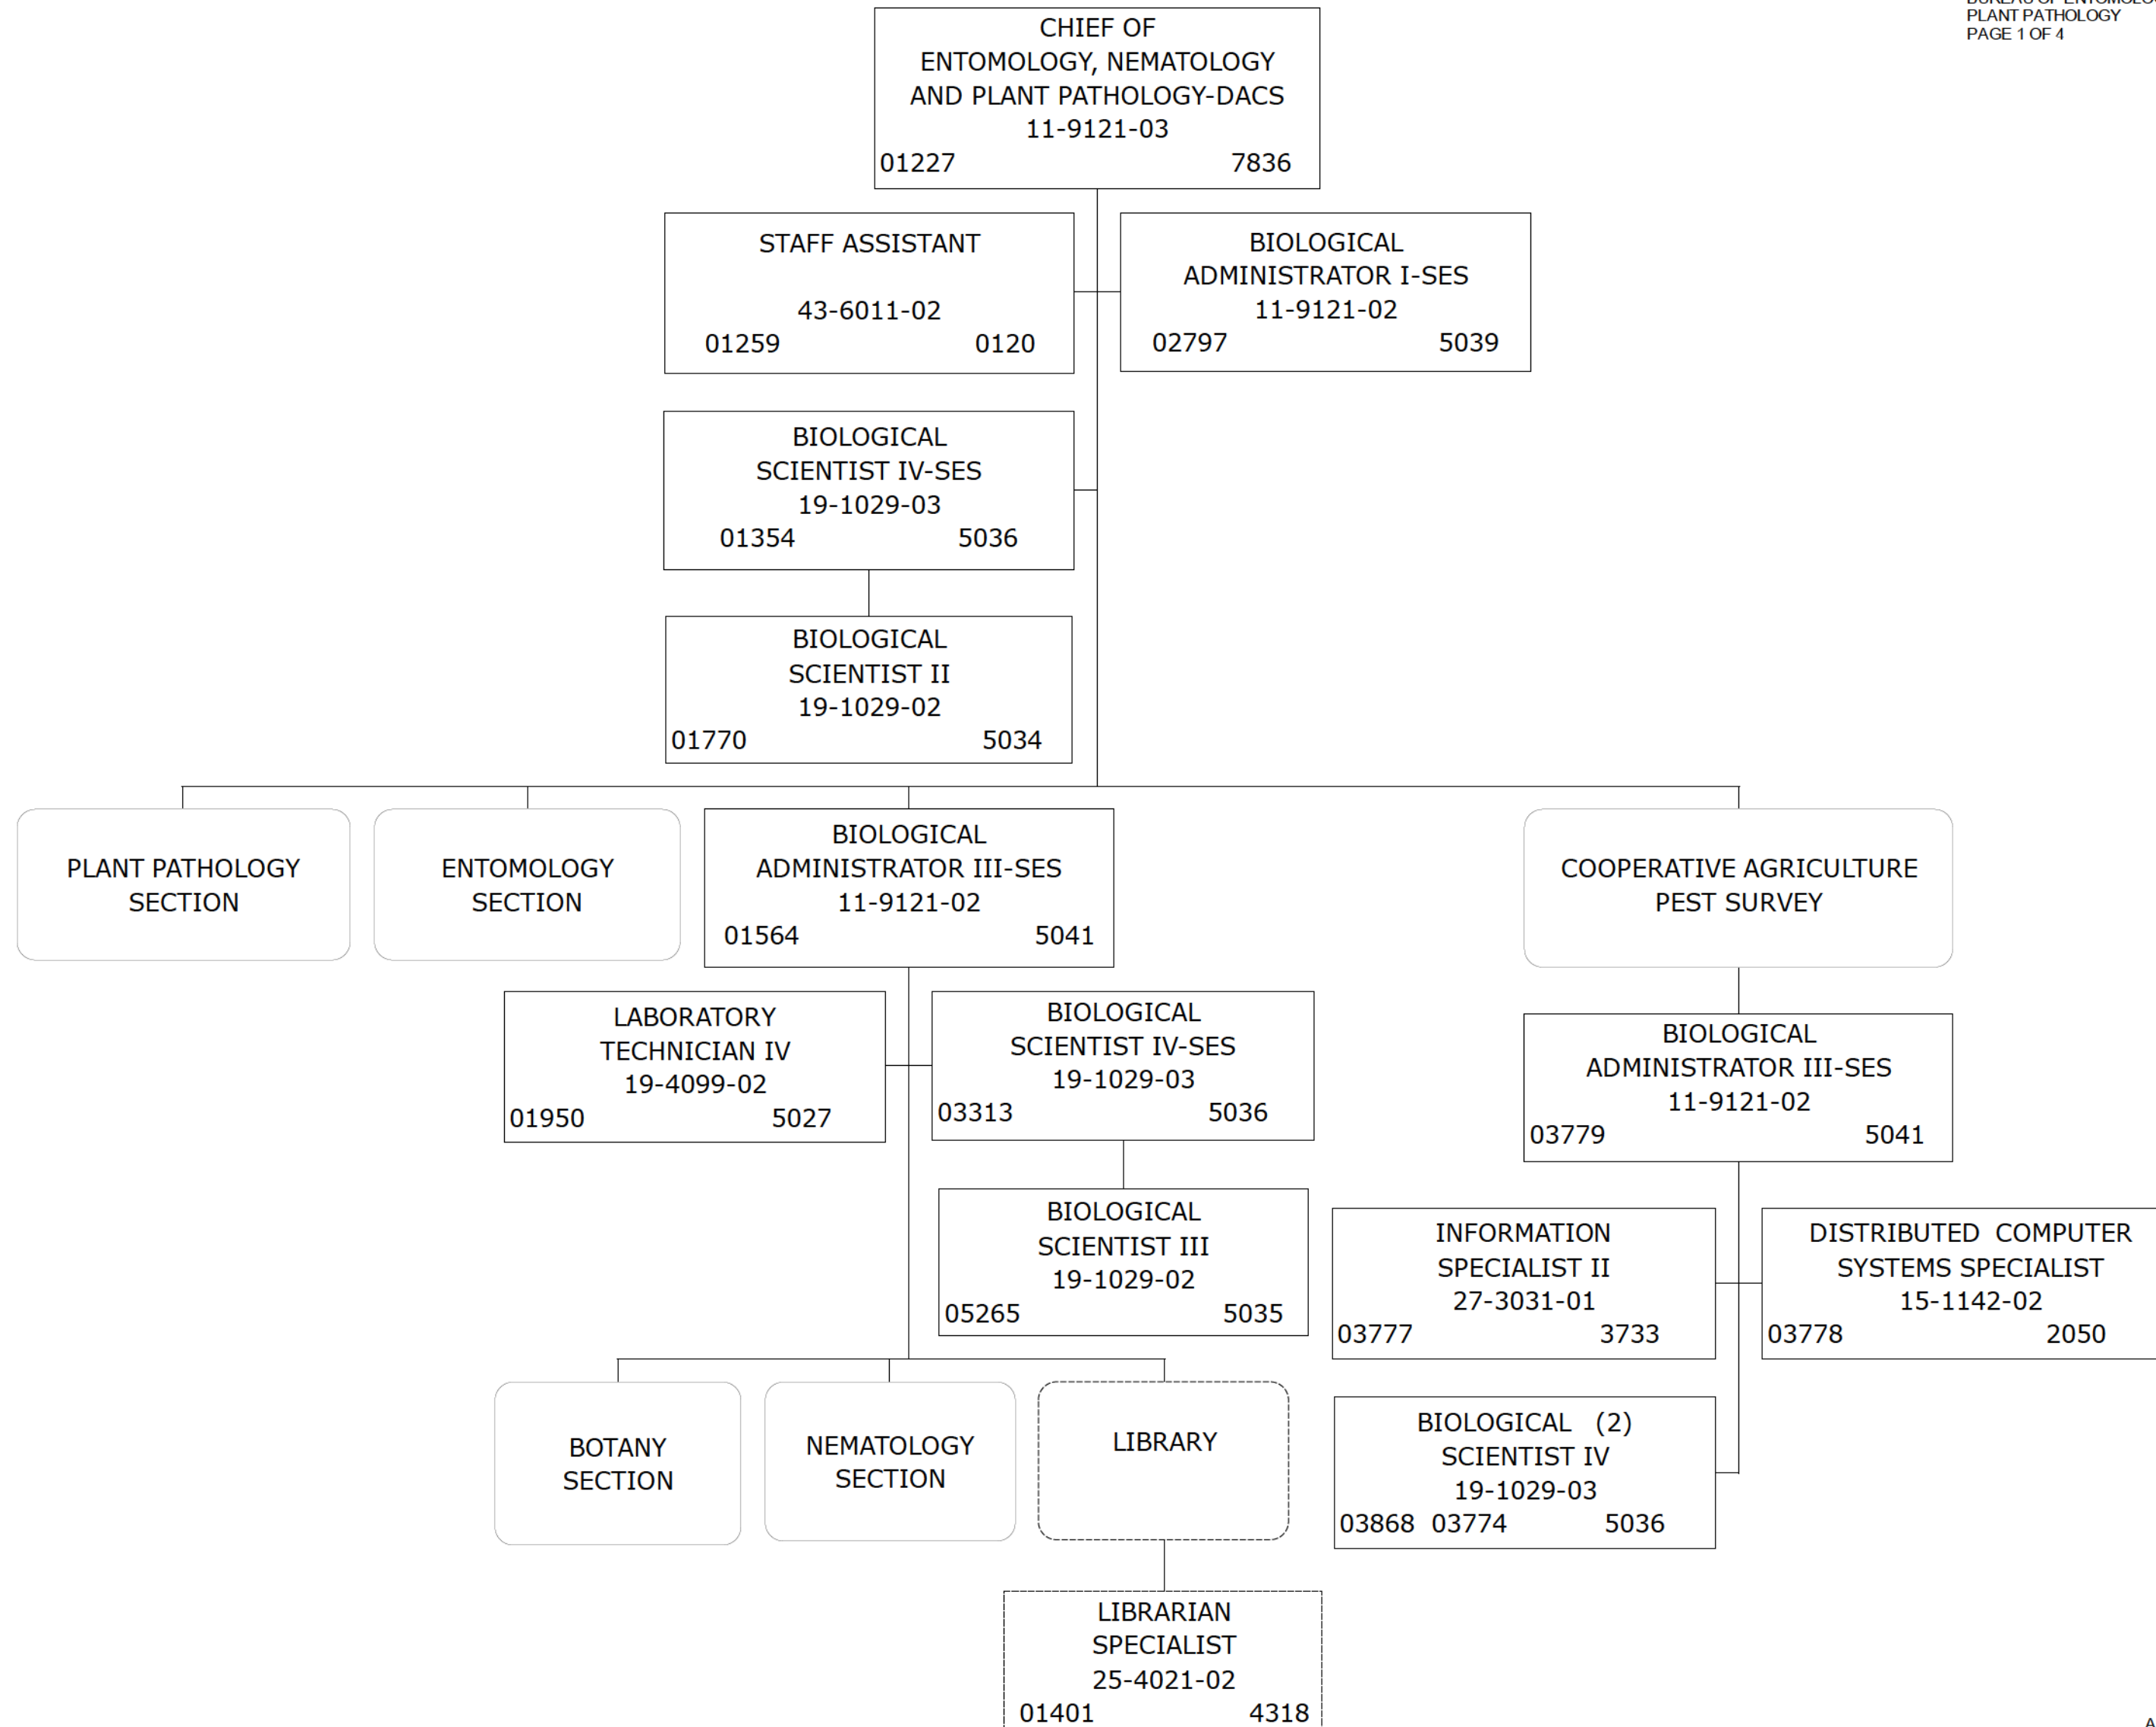 PLANT PATHOLOGY
PAGE 1 OF 4
CHIEF OF
ENTOMOLOGY, NEMATOLOGY
AND PLANT PATHOLOGY-DACS
11-9121-03
01227 7836
STAFF ASSISTANT
43-6011-02
01259 0120
BIOLOGICAL
ADMINISTRATOR I-SES
11-9121-02
02797 5039
BIOLOGICAL
SCIENTIST IV-SES
19-1029-03
01354 5036
BIOLOGICAL
SCIENTIST II
19-1029-02
01770 5034
PLANT PATHOLOGY
SECTION
ENTOMOLOGY
SECTION
BIOLOGICAL
ADMINISTRATOR III-SES
11-9121-02
01564 5041
COOPERATIVE AGRICULTURE
PEST SURVEY
LABORATORY
TECHNICIAN IV
19-4099-02
01950 5027
BIOLOGICAL
SCIENTIST IV-SES
19-1029-03
03313 5036
BIOLOGICAL
ADMINISTRATOR III-SES
11-9121-02
03779 5041
BIOLOGICAL
SCIENTIST III
19-1029-02
05265 5035
INFORMATION
SPECIALIST II
27-3031-01
03777 3733
DISTRIBUTED COMPUTER
SYSTEMS SPECIALIST
15-1142-02
03778 2050
BOTANY
SECTION
NEMATOLOGY
SECTION
LIBRARY
BIOLOGICAL (2)
SCIENTIST IV
19-1029-03
03868 03774 5036
LIBRARIAN
SPECIALIST
25-4021-02
01401 4318